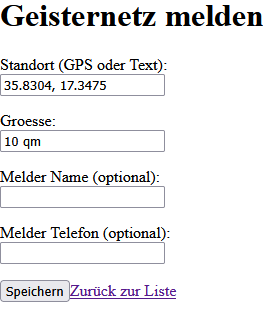 Geisternetz melden
Standort (GPS oder Text):
35.8304, 17.3475
Groesse:
10 qm
Melder Name (optional):
Melder Telefon (optional):
Speichern Zurück zur Liste